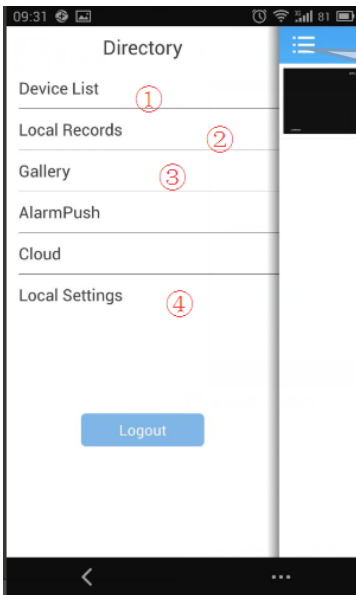 09:31 81
Directory
Device List ①
Local Records ②
Gallery ③
AlarmPush
Cloud
Local Settings ④
Logout